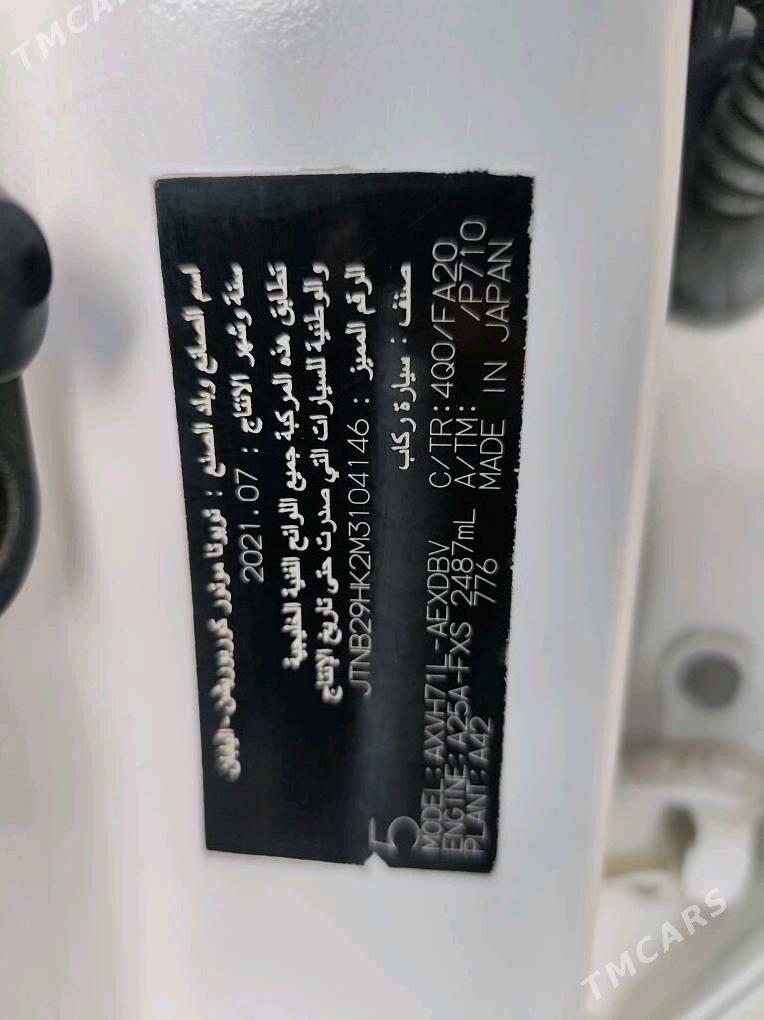 TMCARS
اسم الصانع وبلد الصنع : تويوتا موتور كوربوريشن - اليابان
سنة وشهر الانتاج : 2021.07
تطابق هذه المركبة جميع اللوائح الفنية الخليجية
والوطنية للسيارات التي صدرت حتى تاريخ الإنتاج
الرقم المميز : JTNB29HK2M3104146
صنف : سيارة ركاب
5
MODEL:AXVH71L-AEXDBV C/TR:4Q0/FA20
ENGINE:A25A-FXS 2487mL A/TM: /P710
PLANT:A42 776 MADE IN JAPAN
TMCARS